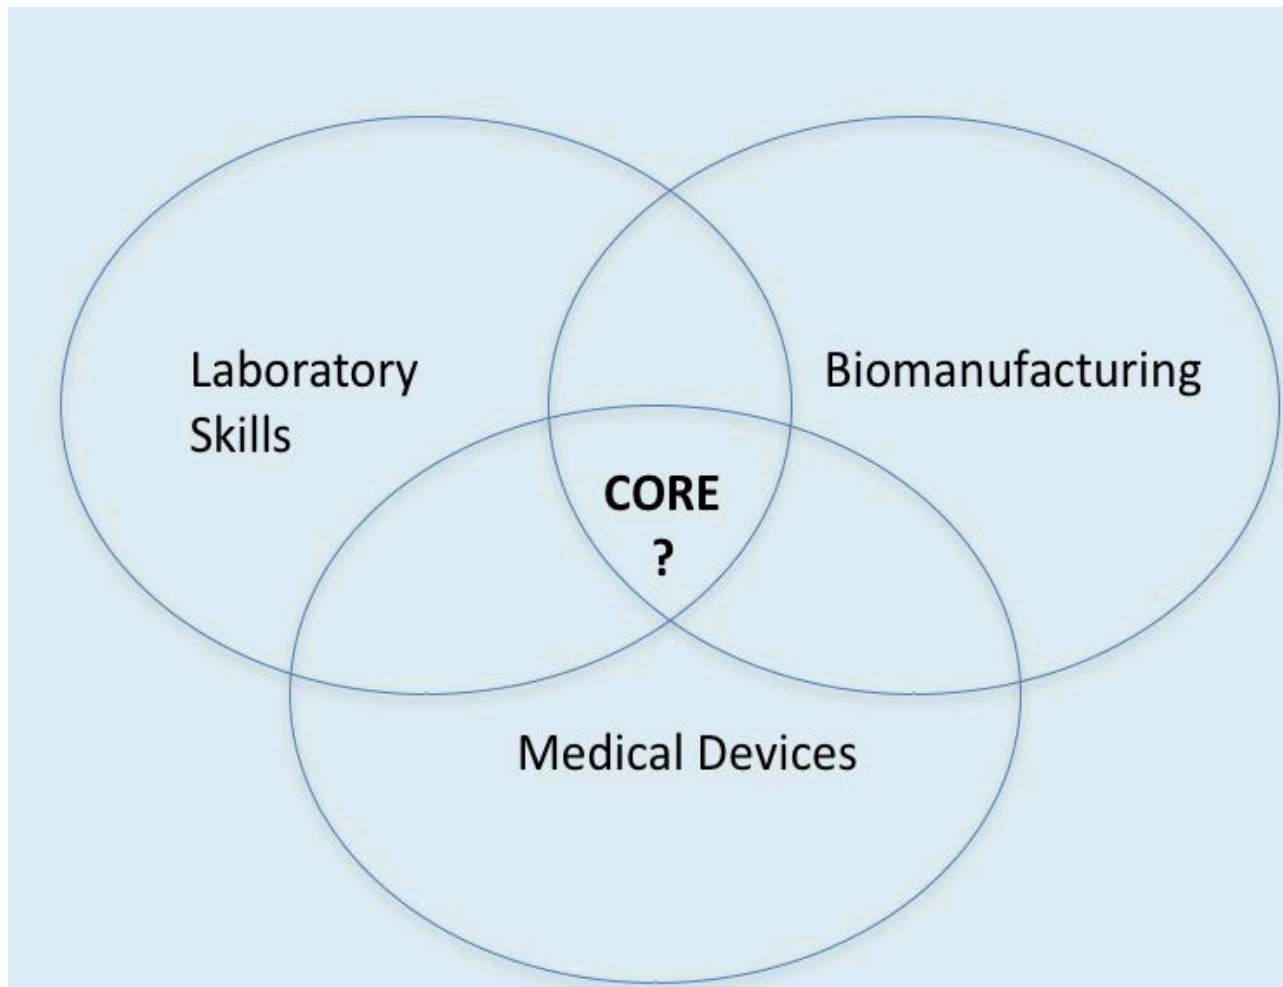 Laboratory
Skills
Biomanufacturing
CORE
?
Medical Devices